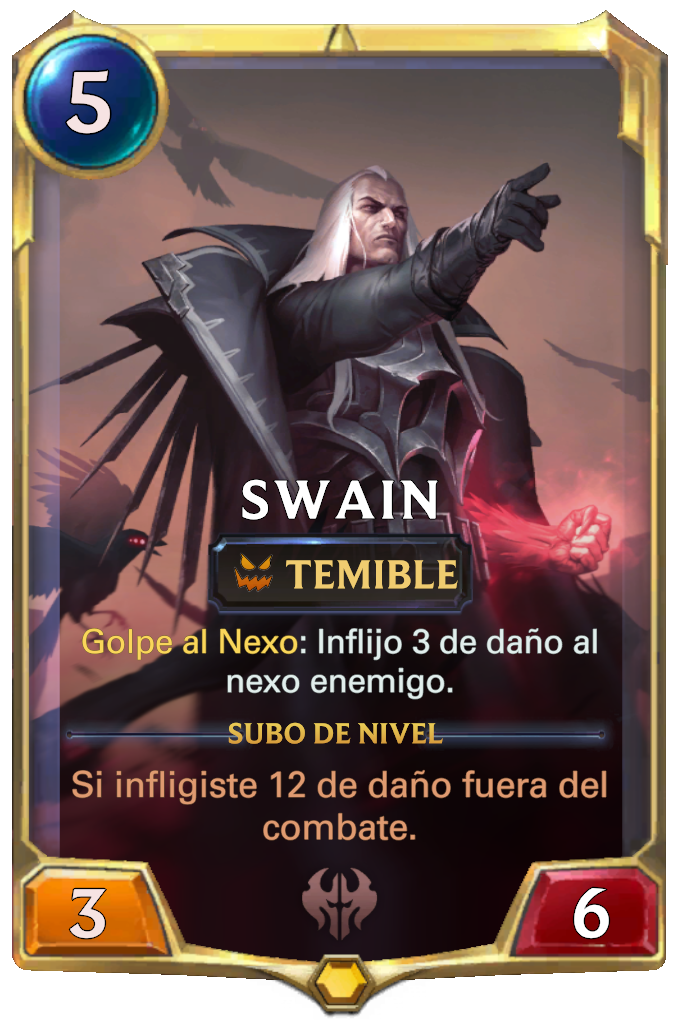 5
SWAIN
TEMIBLE
Golpe al Nexo: Inflijo 3 de daño al
nexo enemigo.
SUBO DE NIVEL
Si infligiste 12 de daño fuera del
combate.
3
6